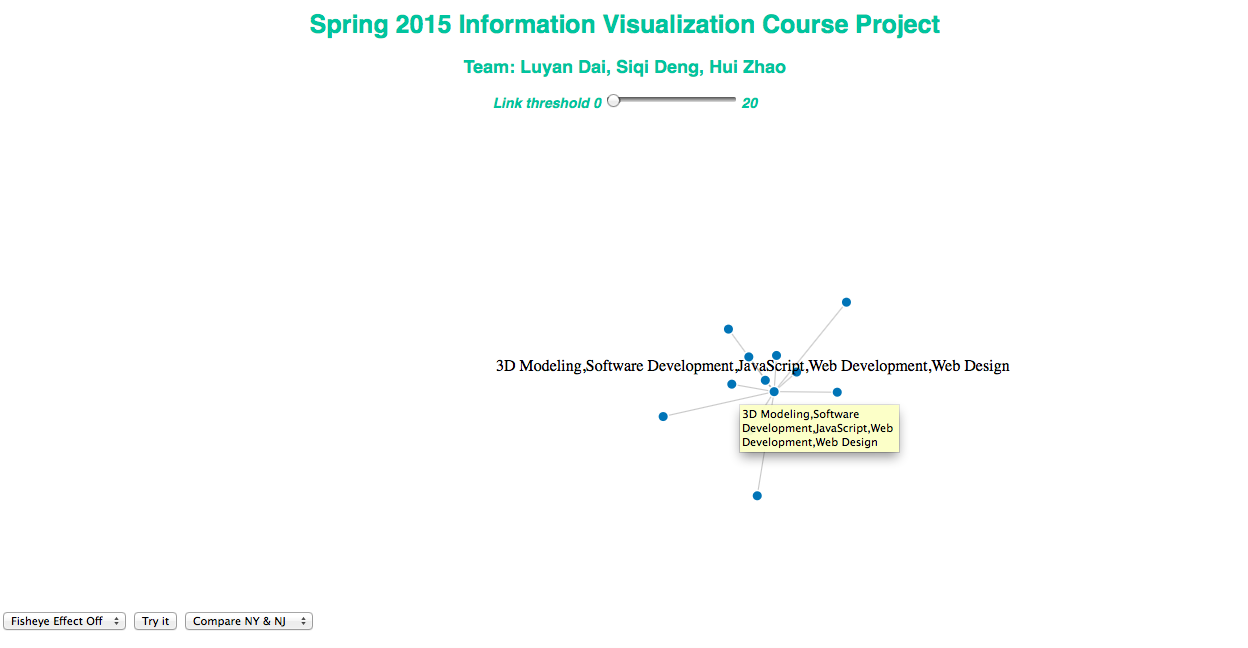 Spring 2015 Information Visualization Course Project
Team: Luyan Dai, Siqi Deng, Hui Zhao
Link threshold 0 20
3D Modeling,Software Development,JavaScript,Web Development,Web Design
3D Modeling,Software
Development,JavaScript,Web
Development,Web Design
Fisheye Effect Off Try it Compare NY & NJ